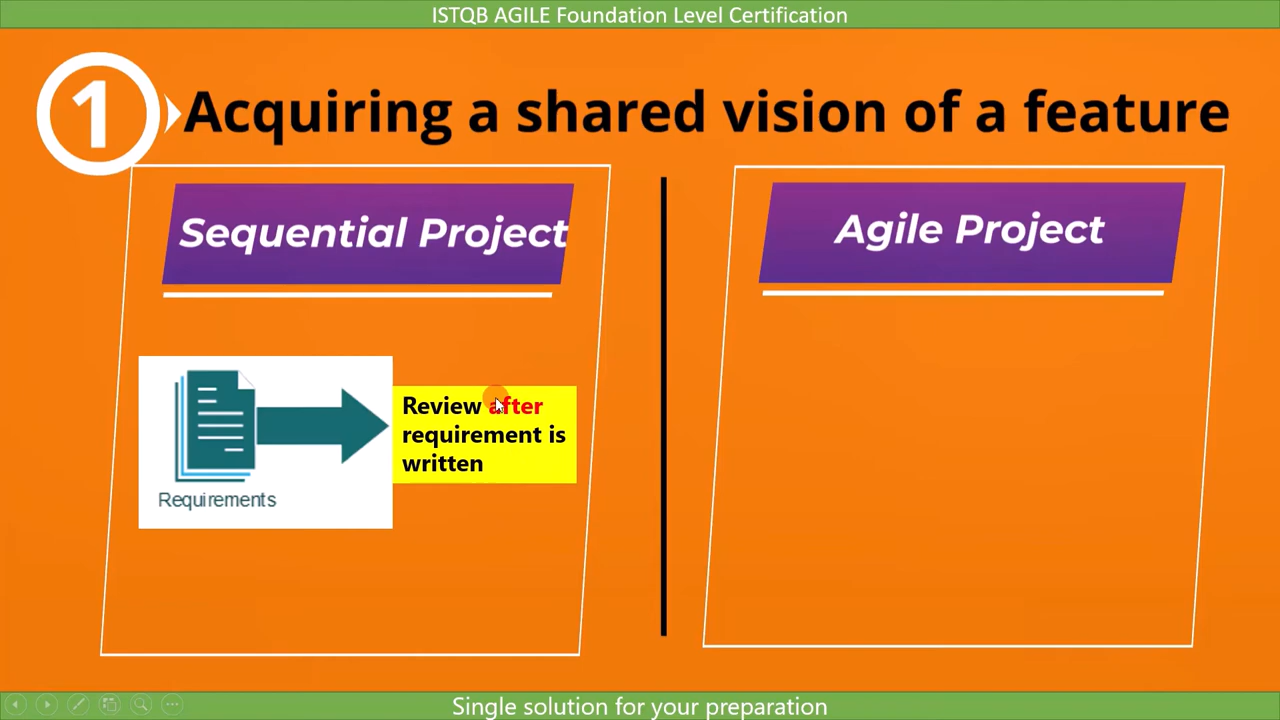 ISTQB AGILE Foundation Level Certification
1
Acquiring a shared vision of a feature
Sequential Project
Requirements
Review after
requirement is
written
Agile Project
Single solution for your preparation